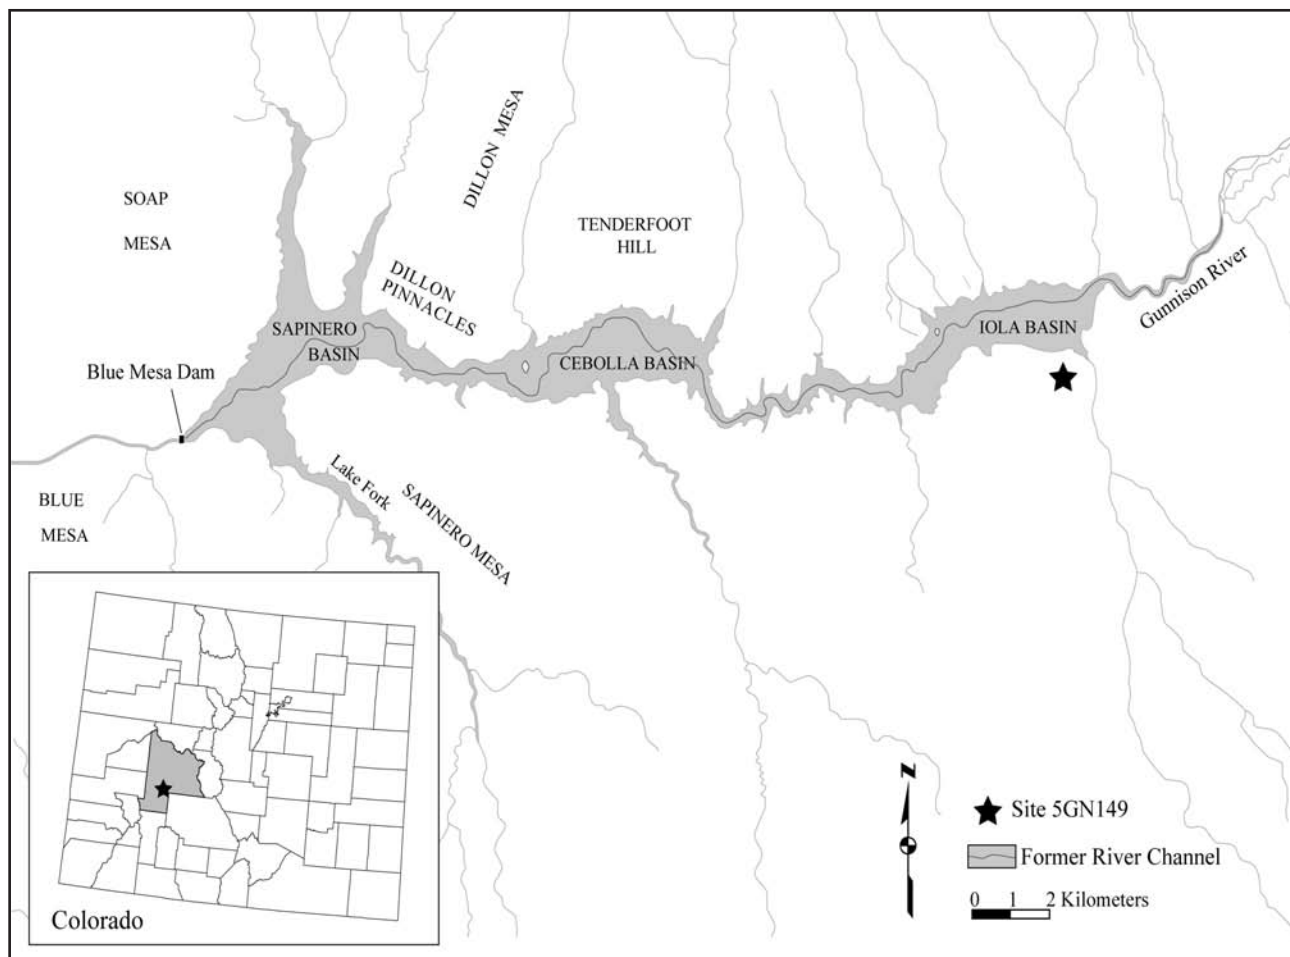 DILLON MESA
SOAP
MESA
TENDERFOOT
HILL
DILLON
PINNACLES
Gunnison River
SAPINERO
BASIN
IOLA BASIN
CEBOLLA BASIN
Blue Mesa Dam
Lake Fork
SAPINERO MESA
BLUE
MESA
Colorado
N
Site 5GN149
Former River Channel
0 1 2 Kilometers